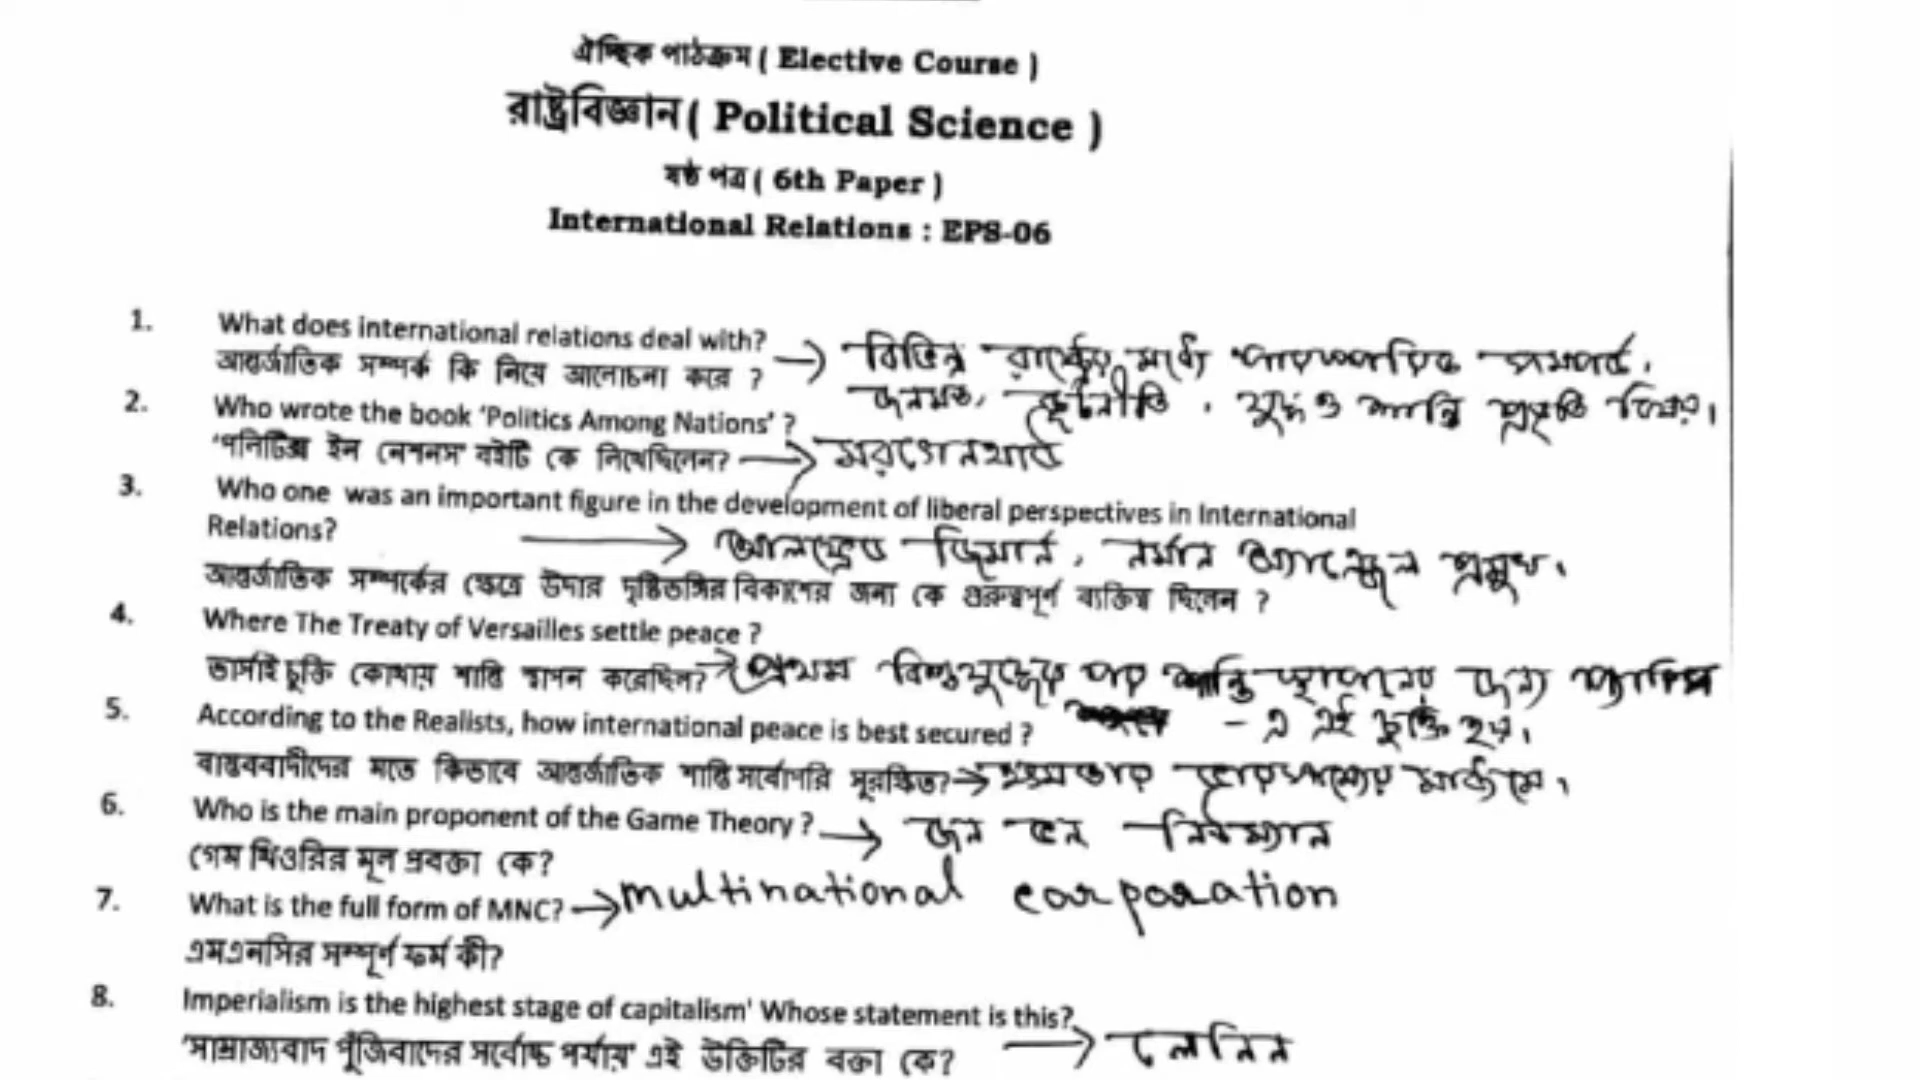 ঐচ্ছিক পাঠক্রম ( Elective Course )
রাষ্ট্রবিজ্ঞান ( Political Science )
ষষ্ঠ পত্র ( 6th Paper )
International Relations : EPS-06
1. What does international relations deal with?
আন্তর্জাতিক সম্পর্ক কি নিয়ে আলোচনা করে ? → বিভিন্ন রাষ্ট্রের মধ্যে পারস্পরিক সম্পর্ক,
জনমত, কূটনীতি, যুদ্ধ ও শান্তি প্রভৃতি বিষয়।
2. Who wrote the book 'Politics Among Nations' ?
'পলিটিক্স ইন নেশনস' বইটি কে লিখেছিলেন? → মরগেনথাউ
3. Who one was an important figure in the development of liberal perspectives in International
Relations? → আলফ্রেড জিমার্ন, নর্মান অ্যাঞ্জেল প্রমুখ।
আন্তর্জাতিক সম্পর্কের ক্ষেত্রে উদার দৃষ্টিভঙ্গির বিকাশের জন্য কে গুরুত্বপূর্ণ ব্যক্তিত্ব ছিলেন ?
4. Where The Treaty of Versailles settle peace ?
ভার্সাই চুক্তি কোথায় শান্তি স্থাপন করেছিল? → প্রথম বিশ্বযুদ্ধের পর শান্তি স্থাপনের জন্য প্যারিস
- এ এই চুক্তি হয়।
5. According to the Realists, how international peace is best secured ?
বাস্তববাদীদের মতে কিভাবে আন্তর্জাতিক শান্তি সর্বোপরি সুরক্ষিত? → ভারসাম্যের মাধ্যমে।
6. Who is the main proponent of the Game Theory ? → জন ভন নিউম্যান
গেম থিওরির মূল প্রবক্তা কে?
7. What is the full form of MNC? → multinational corporation
এমএনসির সম্পূর্ণ ফর্ম কী?
8. Imperialism is the highest stage of capitalism' Whose statement is this?
'সাম্রাজ্যবাদ পুঁজিবাদের সর্বোচ্চ পর্যায়' এই উক্তিটির বক্তা কে? → লেনিন